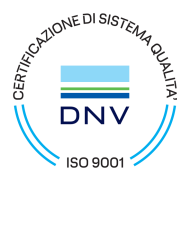 CERTIFICAZIONE DI SISTEMA QUALITA'
DNV
ISO 9001